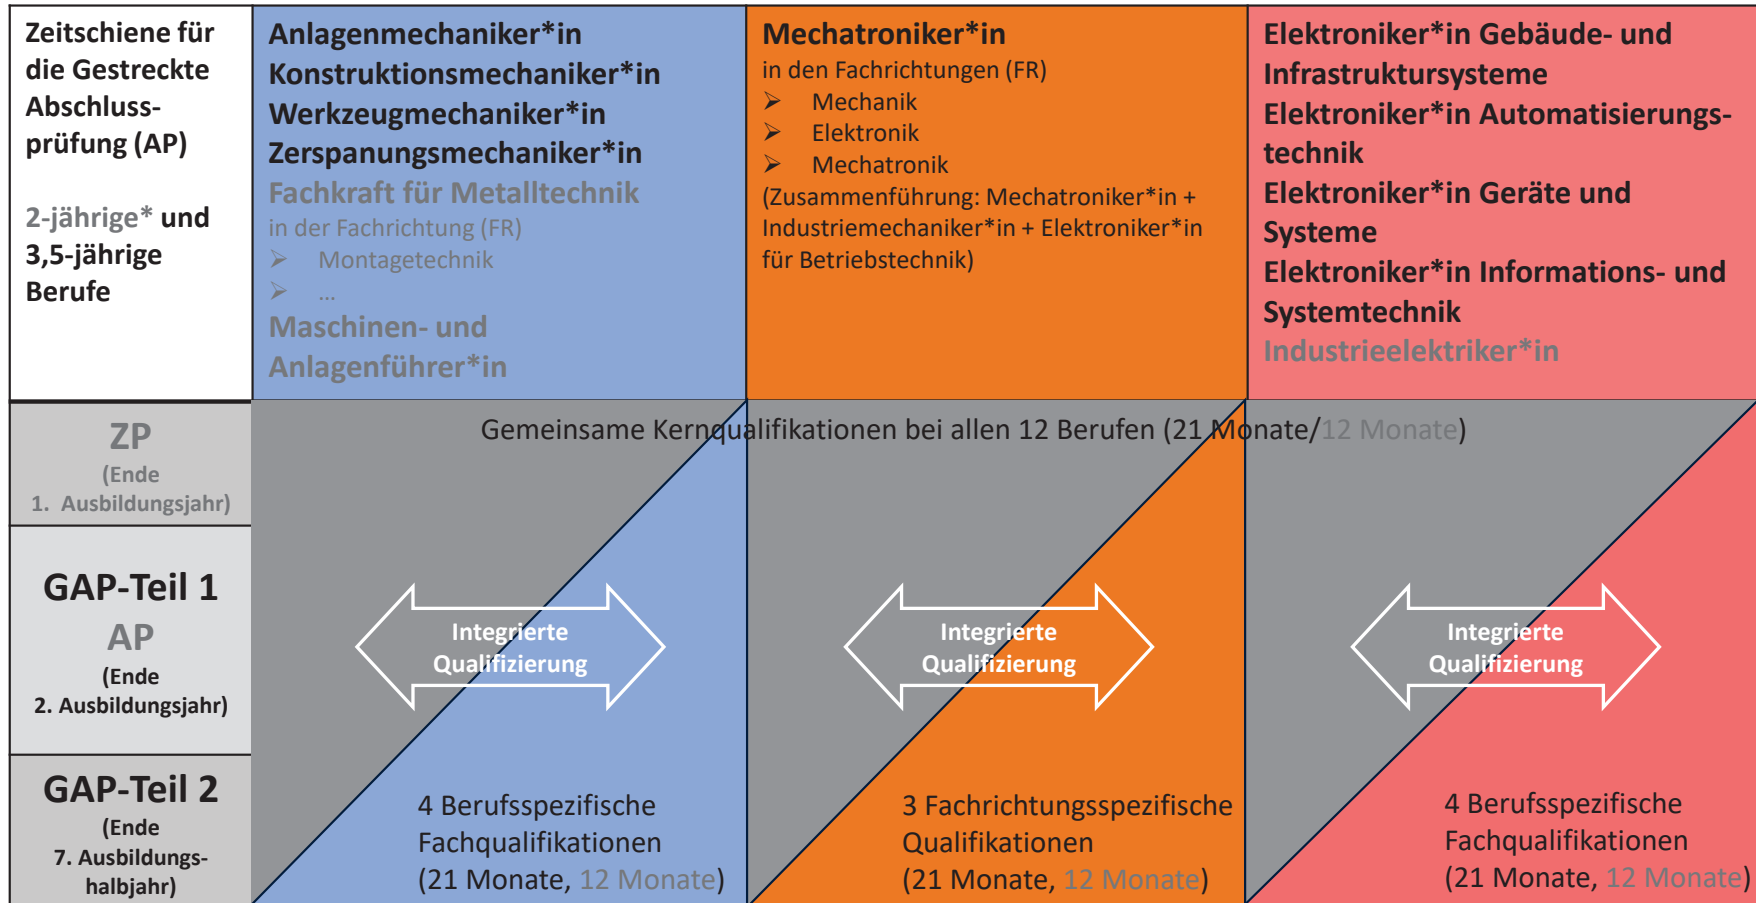 Zeitschiene für
die Gestreckte
Abschluss-
prüfung (AP)
2-jährige* und
3,5-jährige
Berufe
Anlagenmechaniker*in
Konstruktionsmechaniker*in
Werkzeugmechaniker*in
Zerspanungsmechaniker*in
Fachkraft für Metalltechnik
in der Fachrichtung (FR)
➢ Montagetechnik
➢ ...
Maschinen- und
Anlagenführer*in
Mechatroniker*in
in den Fachrichtungen (FR)
➢ Mechanik
➢ Elektronik
➢ Mechatronik
(Zusammenführung: Mechatroniker*in +
Industriemechaniker*in + Elektroniker*in
für Betriebstechnik)
Elektroniker*in Gebäude- und
Infrastruktursysteme
Elektroniker*in Automatisierungs-
technik
Elektroniker*in Geräte und
Systeme
Elektroniker*in Informations- und
Systemtechnik
Industrieelektriker*in
ZP
(Ende
1. Ausbildungsjahr)
Gemeinsame Kernqualifikationen bei allen 12 Berufen (21 Monate/12 Monate)
GAP-Teil 1
AP
(Ende
2. Ausbildungsjahr)
Integrierte
Qualifizierung
Integrierte
Qualifizierung
Integrierte
Qualifizierung
GAP-Teil 2
(Ende
7. Ausbildungs-
halbjahr)
4 Berufsspezifische
Fachqualifikationen
(21 Monate, 12 Monate)
3 Fachrichtungsspezifische
Qualifikationen
(21 Monate, 12 Monate)
4 Berufsspezifische
Fachqualifikationen
(21 Monate, 12 Monate)